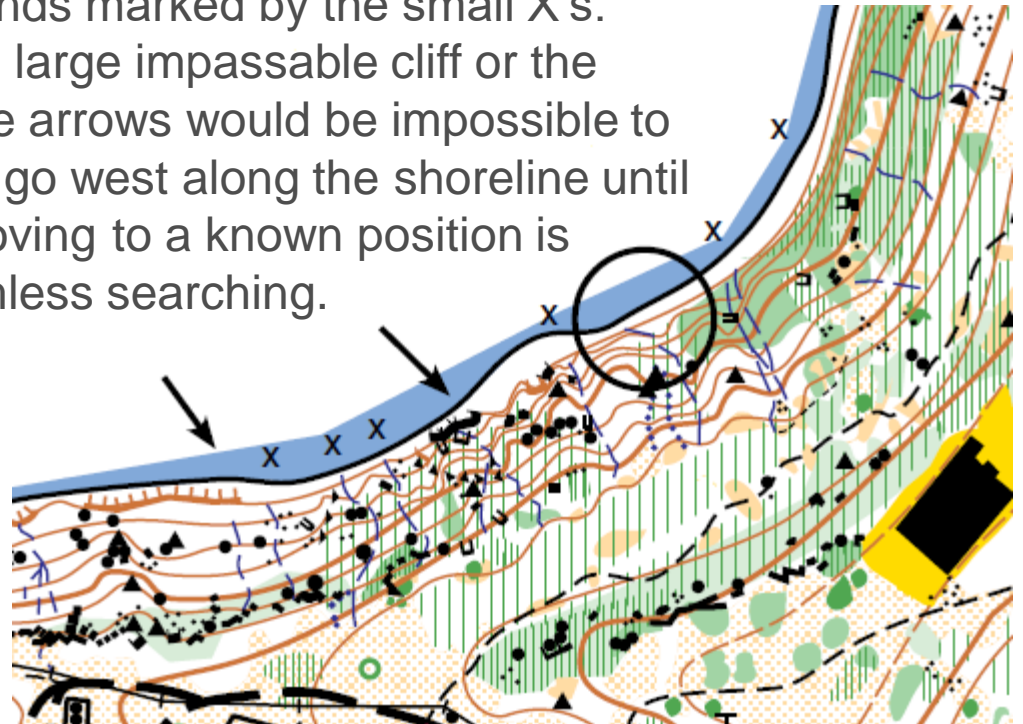 nds marked by the small X's.
large impassable cliff or the
e arrows would be impossible to
go west along the shoreline until
oving to a known position is
nless searching.
X
X
X
X
X
X